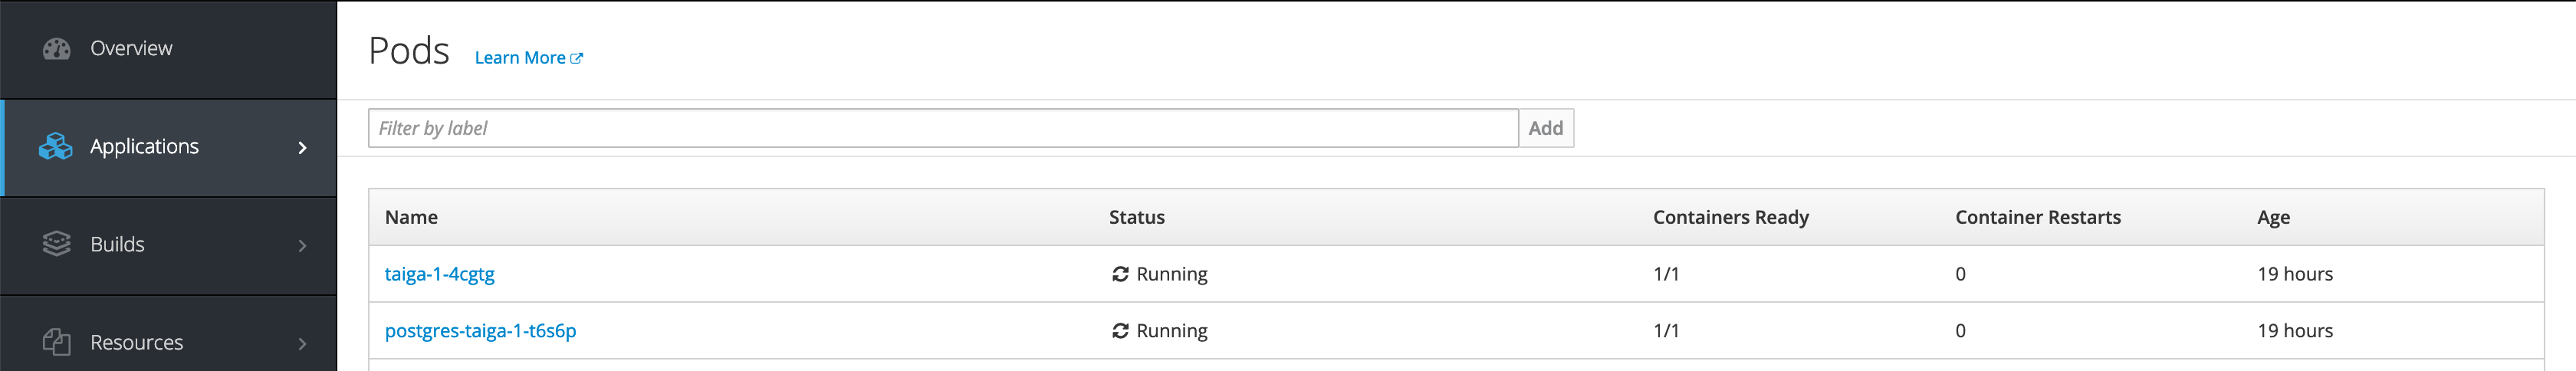 Overview
Applications
Builds
Resources
Pods Learn More
Filter by label Add
Name Status Containers Ready Container Restarts Age
taiga-1-4cgtg Running 1/1 0 19 hours
postgres-taiga-1-t6s6p Running 1/1 0 19 hours